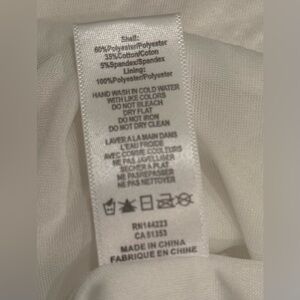 Shell:
60%Polyester/Polyester
35%Cotton/Coton
5%Spandex/Spandex
Lining:
100%Polyester/Polyester
HAND WASH IN COLD WATER
WITH LIKE COLORS
DO NOT BLEACH
DRY FLAT
DO NOT IRON
DO NOT DRY CLEAN
LAVER A LA MAIN DANS
L'EAU FROIDE
AVEC COMME COULEURS
NE PAS JAVELLISER
SECHER A PLAT
NE PASREPASSER
NE PAS NETTOYER
RN144223
CA 51353
MADE IN CHINA
FABRIQUE EN CHINE